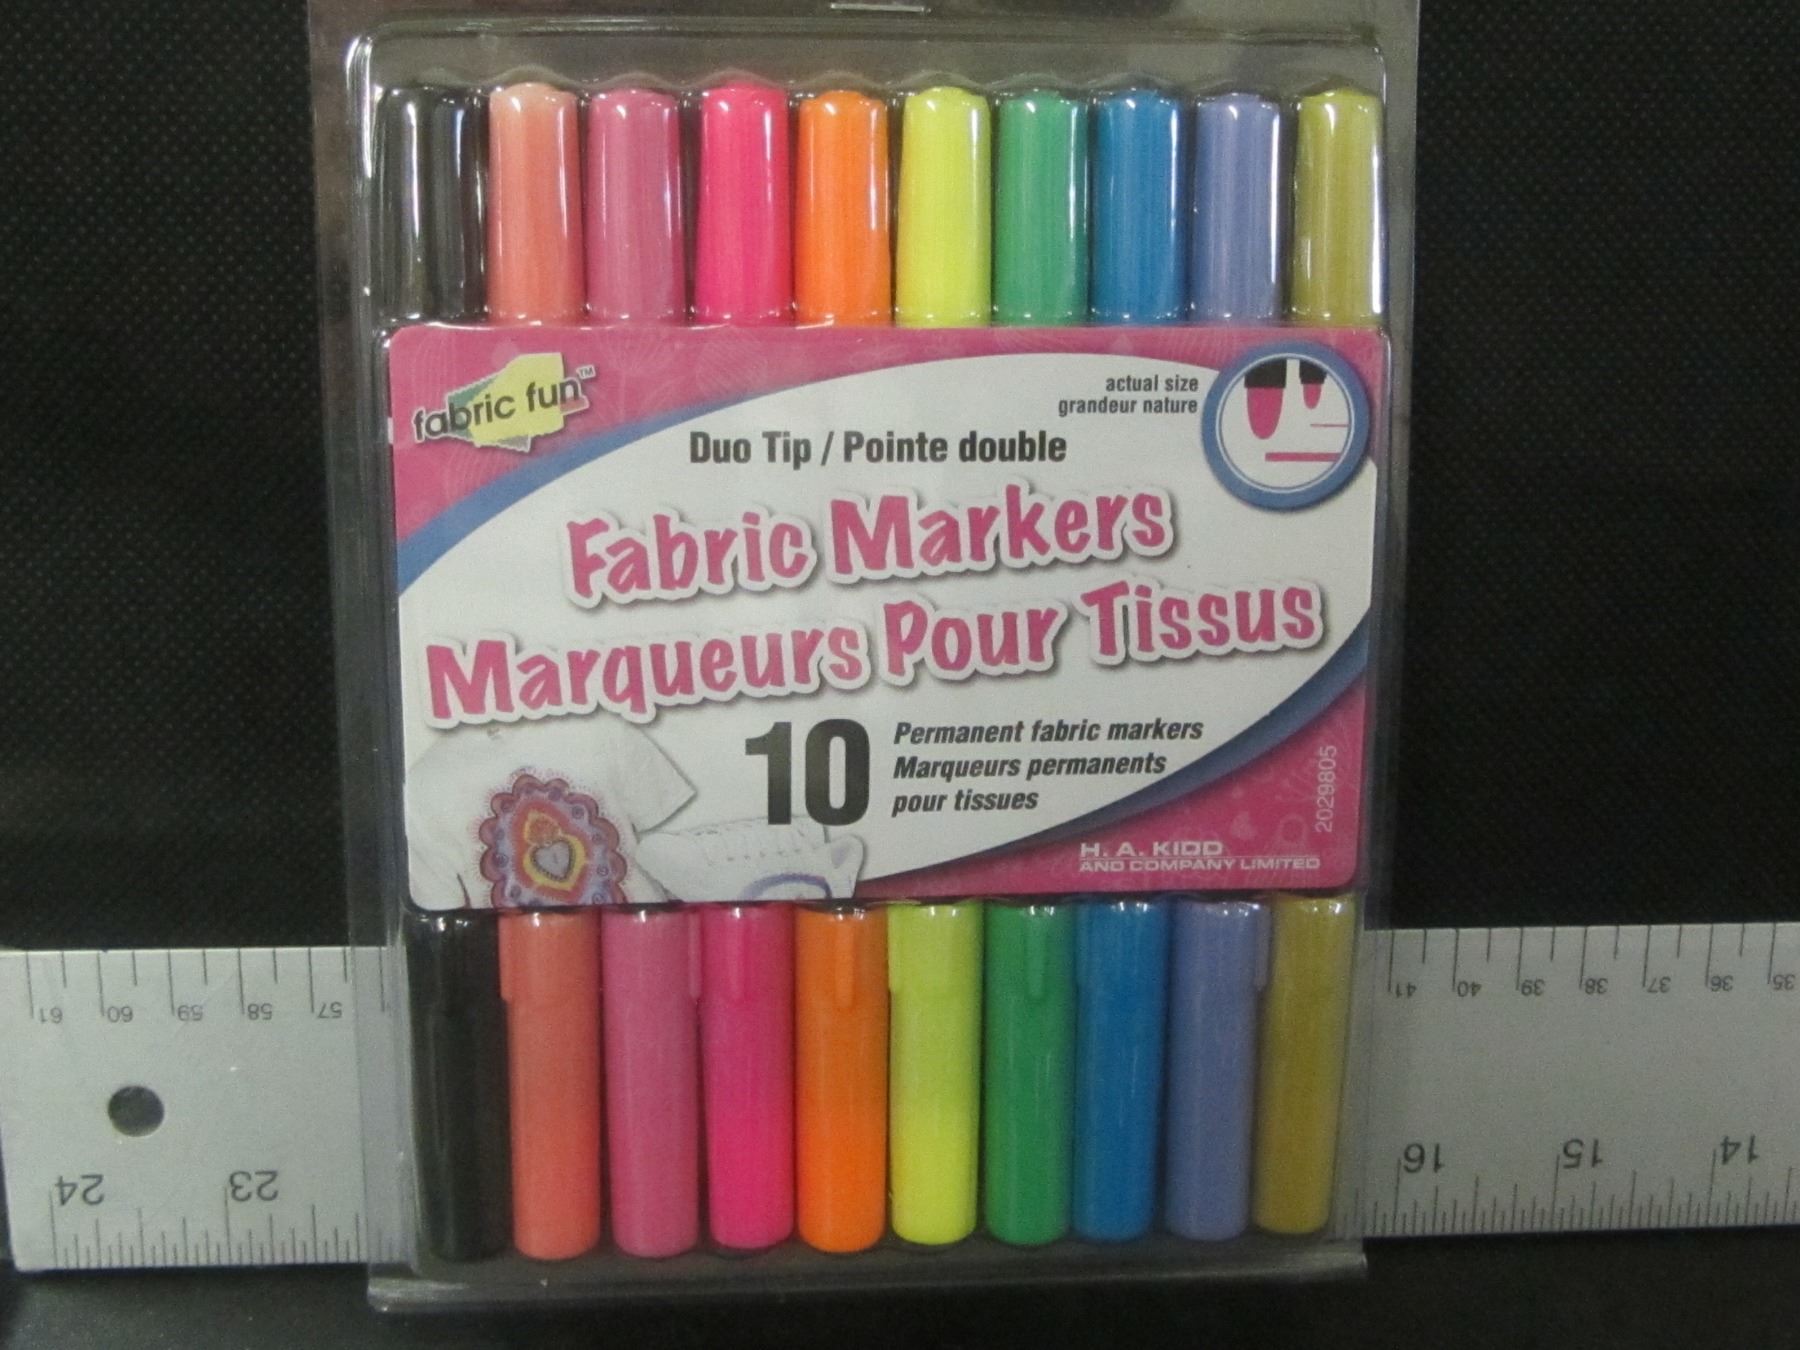 fabric fun™
actual size
grandeur nature
Duo Tip / Pointe double
Fabric Markers
Marqueurs Pour Tissus
10
Permanent fabric markers
Marqueurs permanents
pour tissues
2029805
H. A. KIDD
AND COMPANY LIMITED
61 60 59 58 57
41 40 39 38 37 36 35
24 23
16 15 14